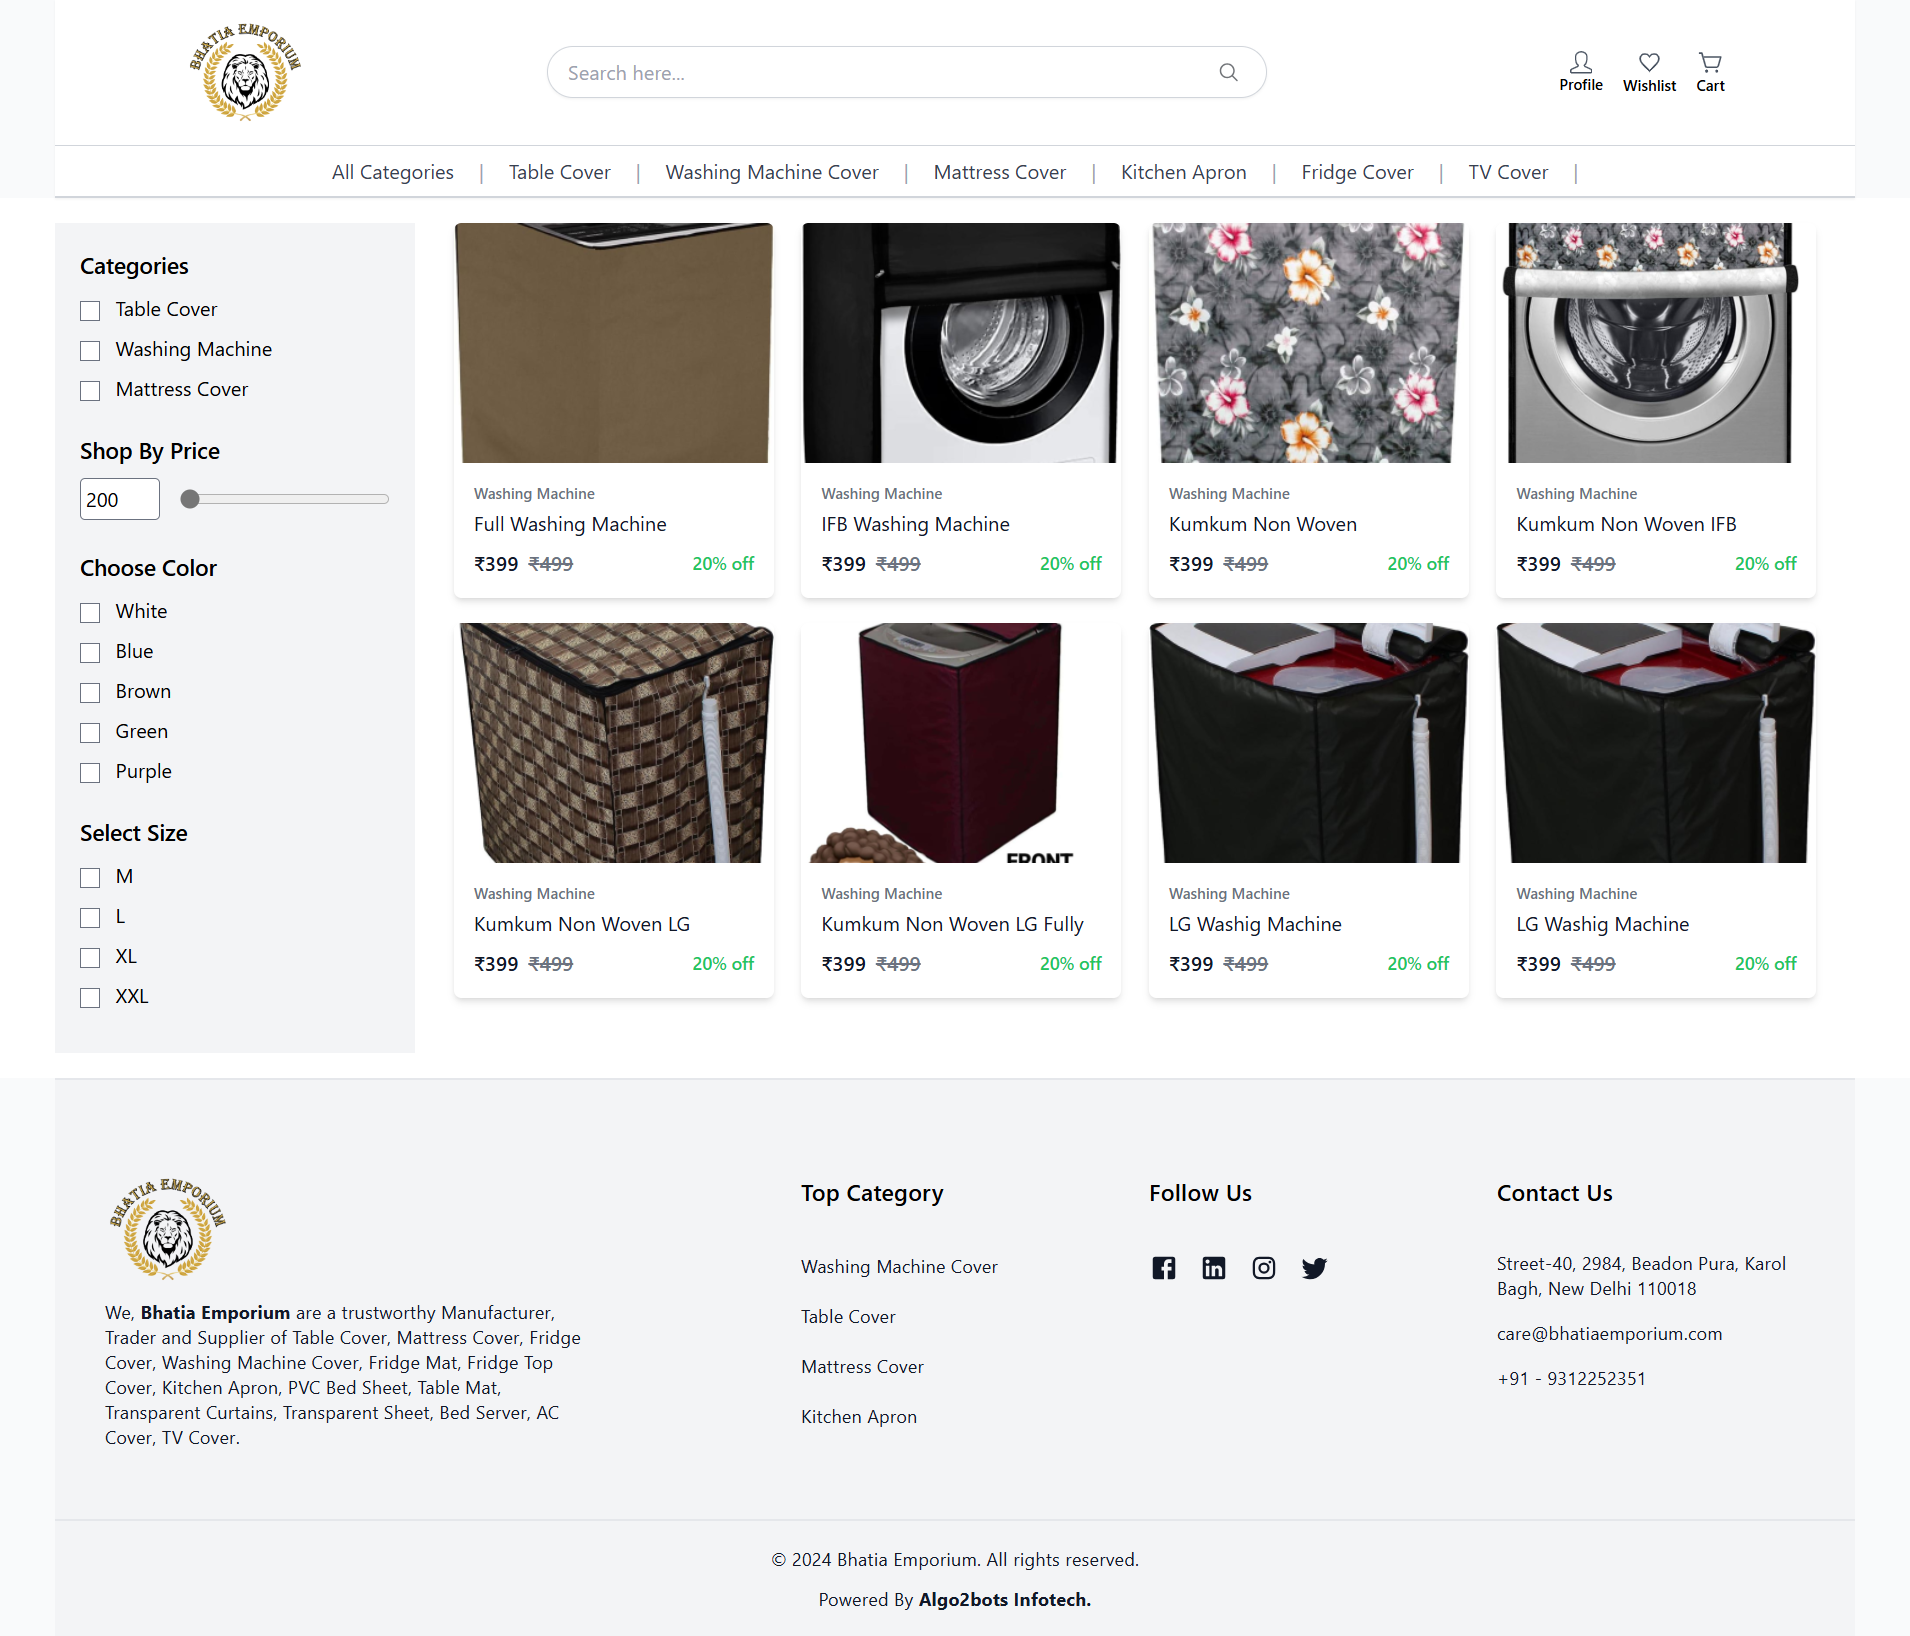 BHATIA EMPORIUM
Search here...
Profile
Wishlist
Cart
All Categories | Table Cover | Washing Machine Cover | Mattress Cover | Kitchen Apron | Fridge Cover | TV Cover |
Categories
Table Cover
Washing Machine
Mattress Cover
Shop By Price
200
Choose Color
White
Blue
Brown
Green
Purple
Select Size
M
L
XL
XXL
Washing Machine
Full Washing Machine
₹399 ₹499 20% off
Washing Machine
IFB Washing Machine
₹399 ₹499 20% off
Washing Machine
Kumkum Non Woven
₹399 ₹499 20% off
Washing Machine
Kumkum Non Woven IFB
₹399 ₹499 20% off
Washing Machine
Kumkum Non Woven LG
₹399 ₹499 20% off
FRONT
Washing Machine
Kumkum Non Woven LG Fully
₹399 ₹499 20% off
Washing Machine
LG Washig Machine
₹399 ₹499 20% off
Washing Machine
LG Washig Machine
₹399 ₹499 20% off
BHATIA EMPORIUM
We, Bhatia Emporium are a trustworthy Manufacturer,
Trader and Supplier of Table Cover, Mattress Cover, Fridge
Cover, Washing Machine Cover, Fridge Mat, Fridge Top
Cover, Kitchen Apron, PVC Bed Sheet, Table Mat,
Transparent Curtains, Transparent Sheet, Bed Server, AC
Cover, TV Cover.
Top Category
Washing Machine Cover
Table Cover
Mattress Cover
Kitchen Apron
Follow Us
Contact Us
Street-40, 2984, Beadon Pura, Karol
Bagh, New Delhi 110018
care@bhatiaemporium.com
+91 - 9312252351
© 2024 Bhatia Emporium. All rights reserved.
Powered By Algo2bots Infotech.